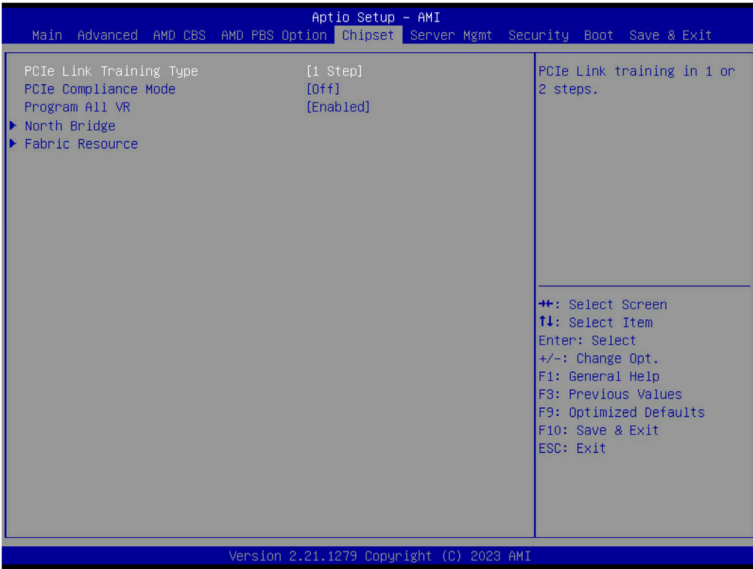 Aptio Setup – AMI
Main Advanced AMD CBS AMD PBS Option Chipset Server Mgmt Security Boot Save & Exit
PCIe Link Training Type [1 Step]
PCIe Compliance Mode [Off]
Program All VR [Enabled]
▶ North Bridge
▶ Fabric Resource
PCIe Link training in 1 or
2 steps.
→←: Select Screen
↑↓: Select Item
Enter: Select
+/-: Change Opt.
F1: General Help
F3: Previous Values
F9: Optimized Defaults
F10: Save & Exit
ESC: Exit
Version 2.21.1279 Copyright (C) 2023 AMI